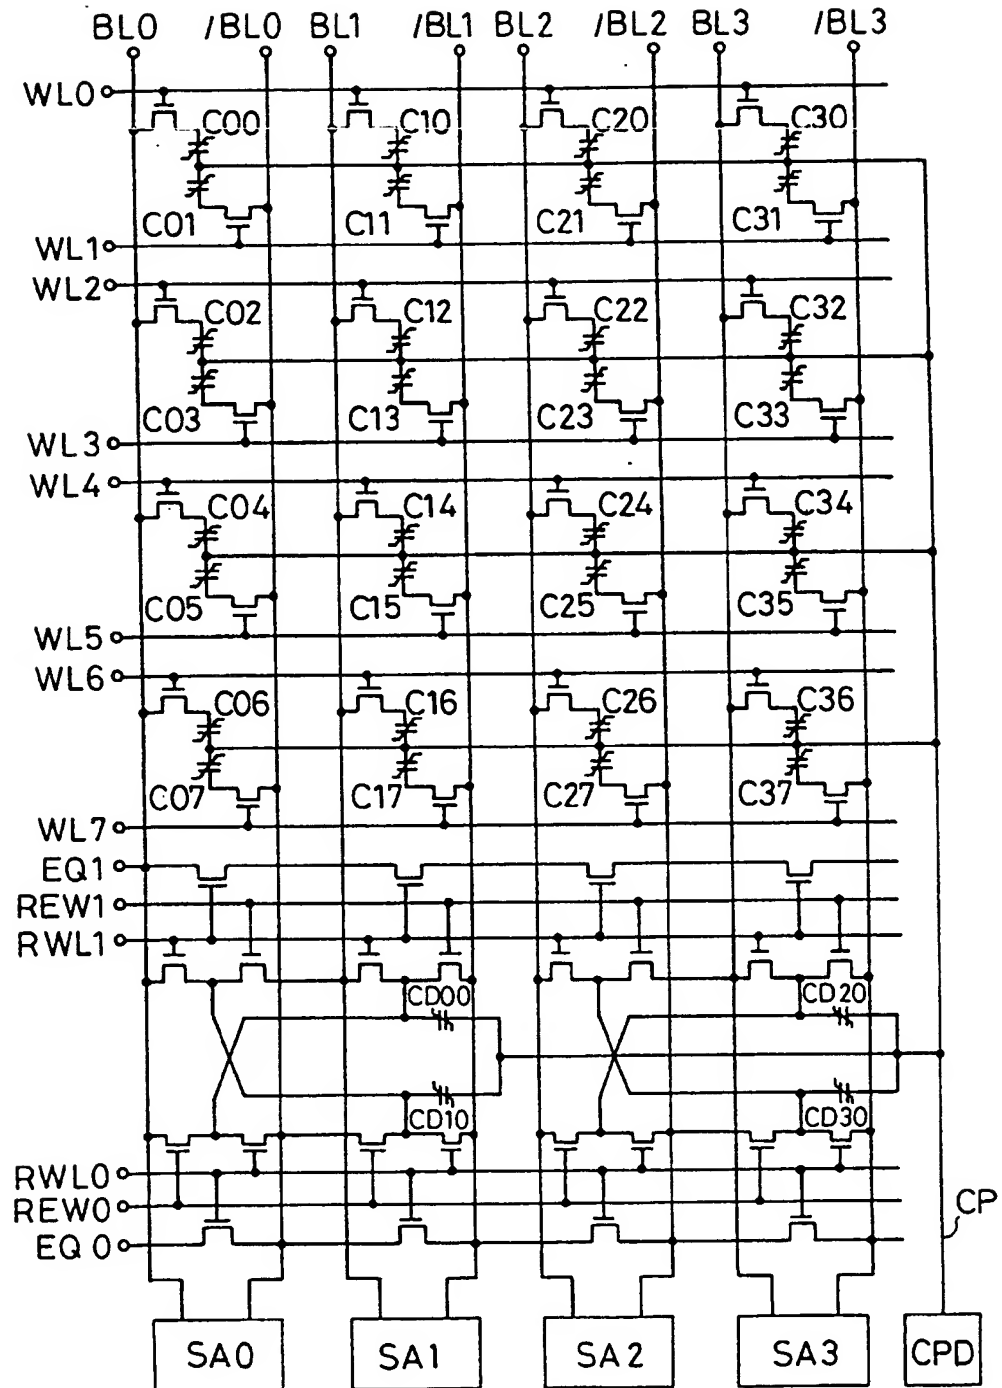 BL0 /BL0 BL1 /BL1 BL2 /BL2 BL3 /BL3
WL0
C00 C10 C20 C30
C01 C11 C21 C31
WL1
WL2
C02 C12 C22 C32
C03 C13 C23 C33
WL3
WL4
C04 C14 C24 C34
C05 C15 C25 C35
WL5
WL6
C06 C16 C26 C36
C07 C17 C27 C37
WL7
EQ1
REW1
RWL1
CD00 CD20
CD10 CD30
RWL0
REW0
CP
EQ0
SA0 SA1 SA2 SA3 CPD